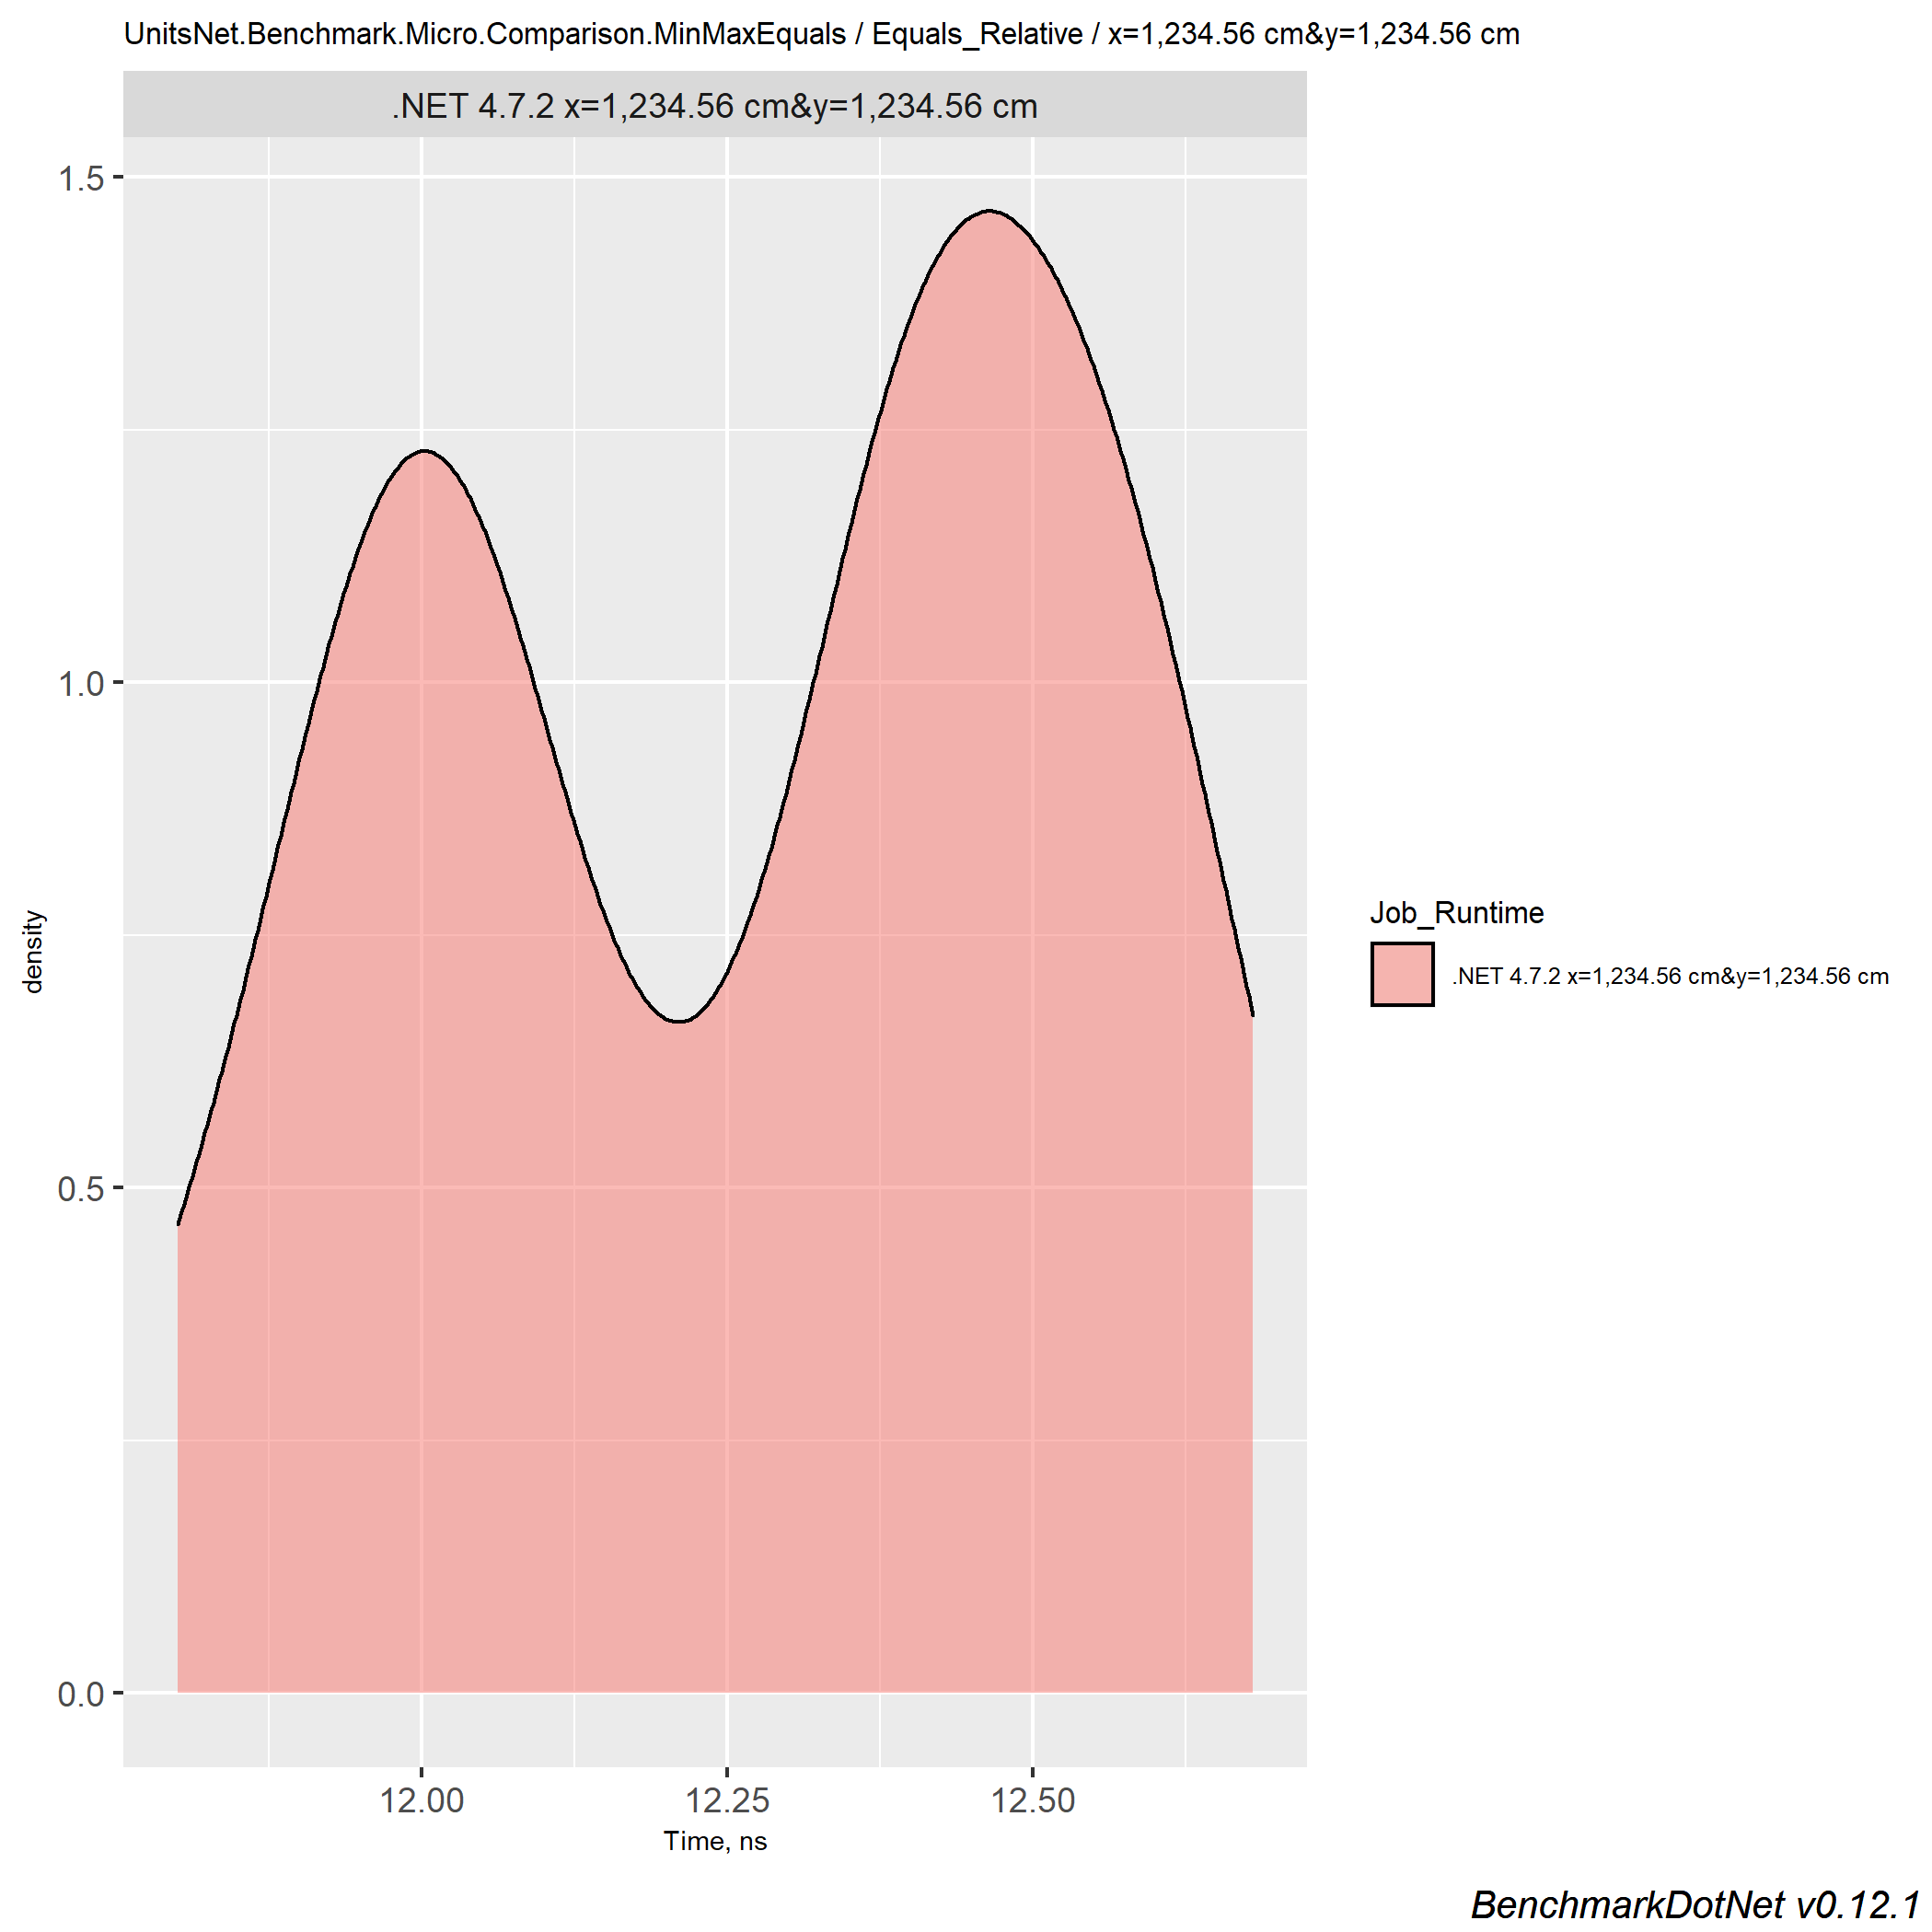 UnitsNet.Benchmark.Micro.Comparison.MinMaxEquals / Equals_Relative / x=1,234.56 cm&y=1,234.56 cm
.NET 4.7.2 x=1,234.56 cm&y=1,234.56 cm
1.5
1.0
0.5
0.0
density
12.00
12.25
12.50
Time, ns
Job_Runtime
.NET 4.7.2 x=1,234.56 cm&y=1,234.56 cm
BenchmarkDotNet v0.12.1